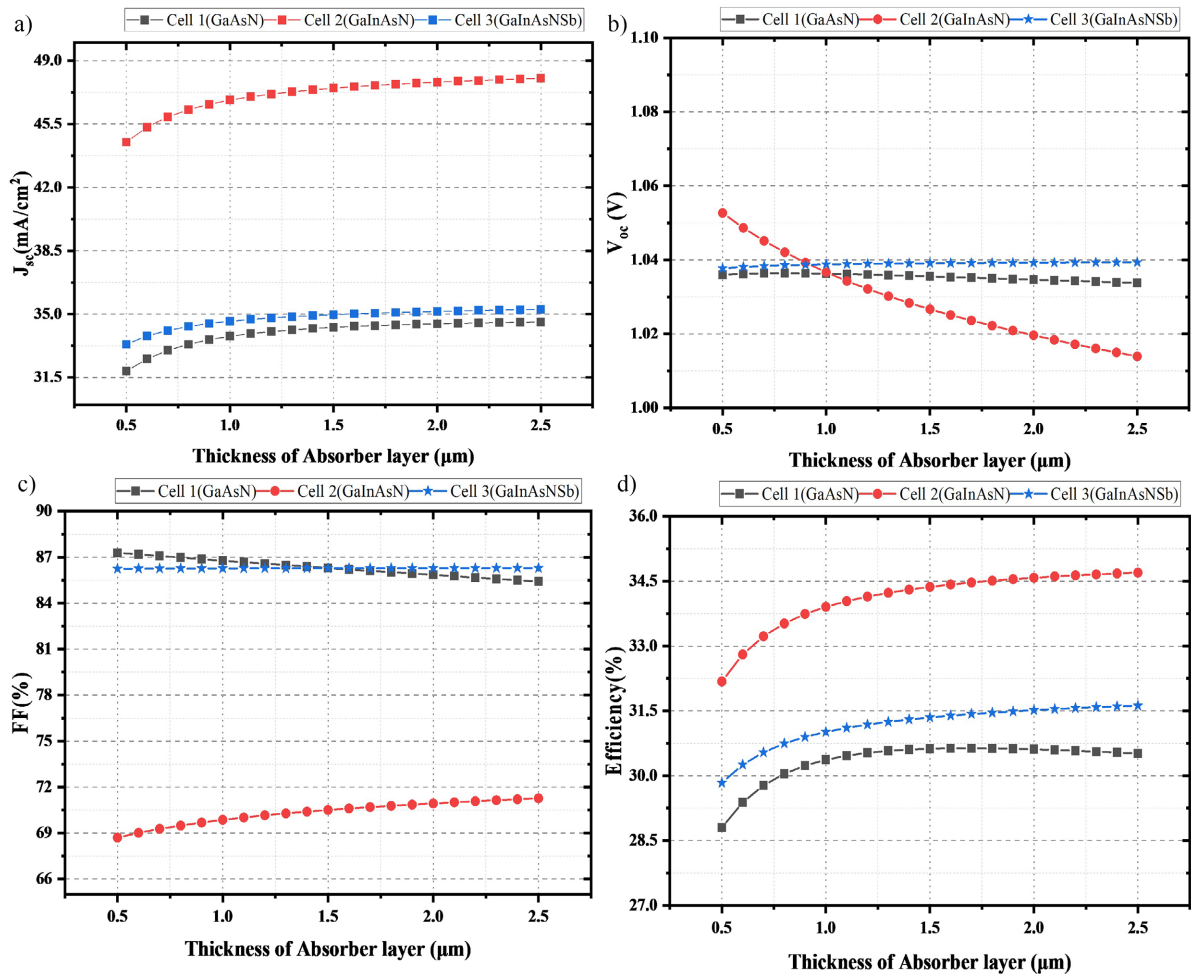 a)
Cell 1(GaAsN) Cell 2(GaInAsN) Cell 3(GaInAsNSb)
49.0
45.5
42.0
38.5
35.0
31.5
Jsc(mA/cm²)
0.5 1.0 1.5 2.0 2.5
Thickness of Absorber layer (μm)
b)
Cell 1(GaAsN) Cell 2(GaInAsN) Cell 3(GaInAsNSb)
1.10
1.08
1.06
1.04
1.02
1.00
Voc (V)
0.5 1.0 1.5 2.0 2.5
Thickness of Absorber layer (μm)
c)
Cell 1(GaAsN) Cell 2(GaInAsN) Cell 3(GaInAsNSb)
90
87
84
81
78
75
72
69
66
FF(%)
0.5 1.0 1.5 2.0 2.5
Thickness of Absorber layer (μm)
d)
Cell 1(GaAsN) Cell 2(GaInAsN) Cell 3(GaInAsNSb)
36.0
34.5
33.0
31.5
30.0
28.5
27.0
Efficiency(%)
0.5 1.0 1.5 2.0 2.5
Thickness of Absorber layer (μm)